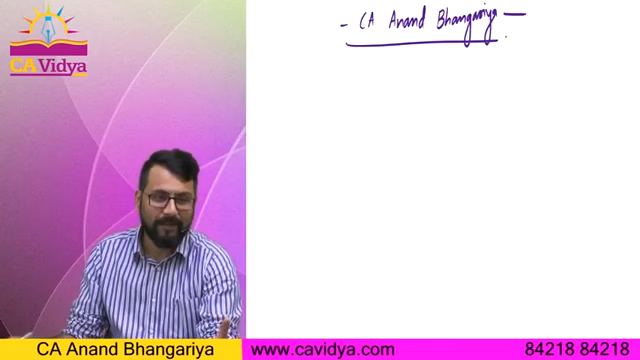 - CA Anand Bhangariya -
CA Vidya
CA Anand Bhangariya
www.cavidya.com
84218 84218